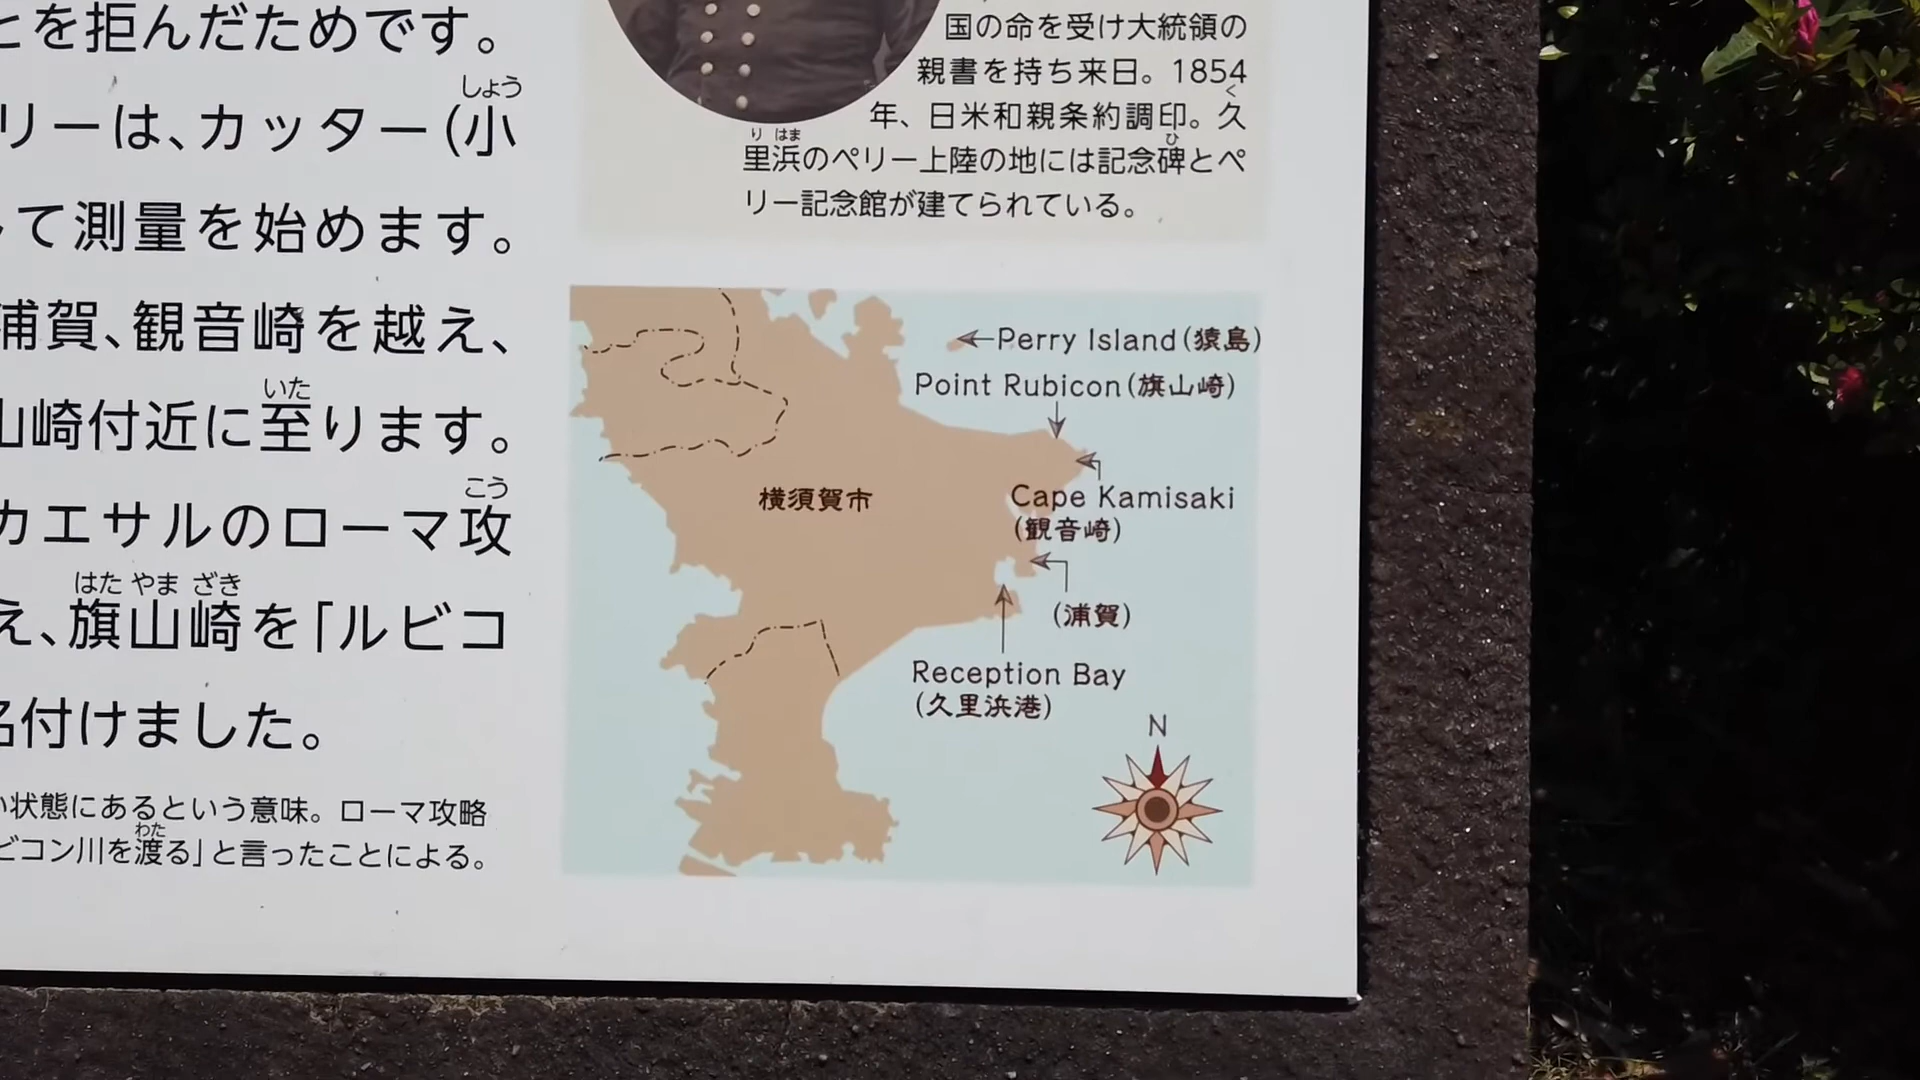 とを拒んだためです。
リーは、カッター(小
しょう
して測量を始めます。
浦賀、観音崎を越え、
山崎付近に至ります。
いた
カエサルのローマ攻
こう
え、旗山崎を「ルビコ
はた やま ざき
名付けました。
い状態にあるという意味。ローマ攻略
ビコン川を渡る」と言ったことによる。
わた
国の命を受け大統領の
親書を持ち来日。1854
年、日米和親条約調印。久
く
里浜のペリー上陸の地には記念碑とペ
り はま ひ
リー記念館が建てられている。
Perry Island(猿島)
Point Rubicon(旗山崎)
横須賀市
Cape Kamisaki
(観音崎)
(浦賀)
Reception Bay
(久里浜港)
N